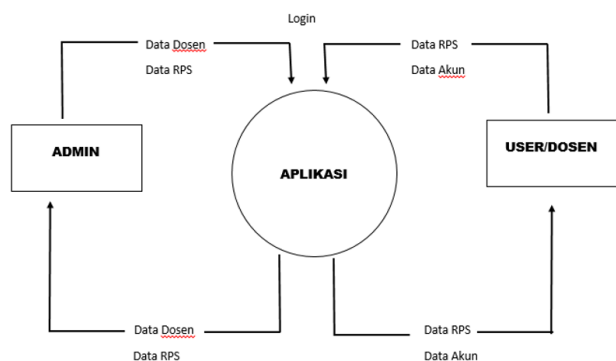 Login
Data Dosen
Data RPS
Data RPS
Data Akun
ADMIN
APLIKASI
USER/DOSEN
Data Dosen
Data RPS
Data RPS
Data Akun